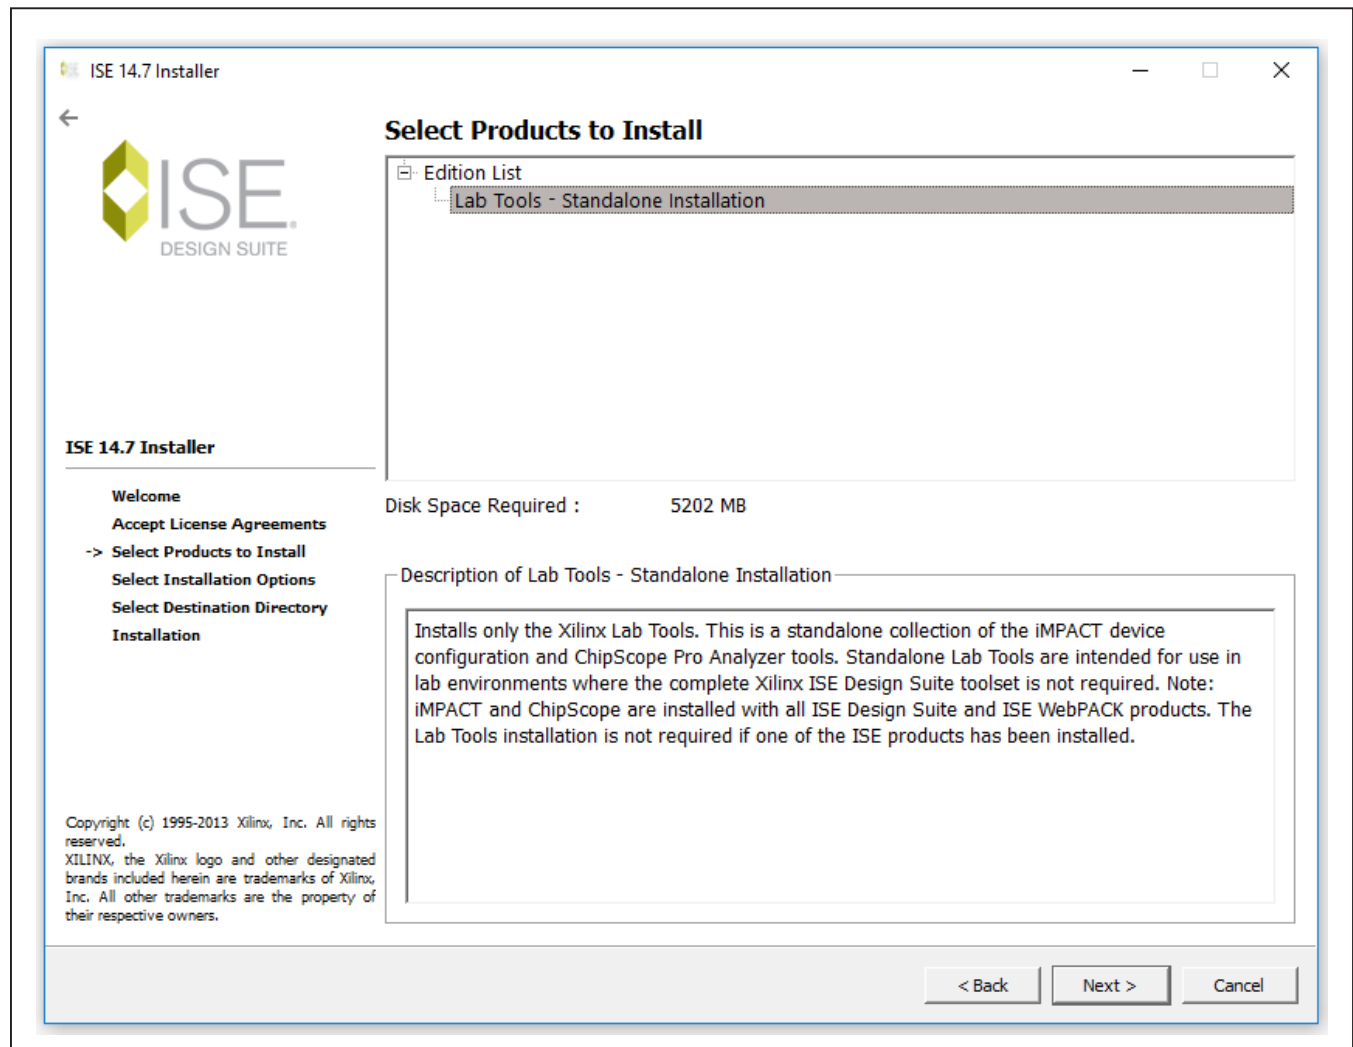 ISE 14.7 Installer
ISE.
DESIGN SUITE
ISE 14.7 Installer
Welcome
Accept License Agreements
-> Select Products to Install
Select Installation Options
Select Destination Directory
Installation
Copyright (c) 1995-2013 Xilinx, Inc. All rights
reserved.
XILINX, the Xilinx logo and other designated
brands included herein are trademarks of Xilinx,
Inc. All other trademarks are the property of
their respective owners.
Select Products to Install
Edition List
Lab Tools - Standalone Installation
Disk Space Required : 5202 MB
Description of Lab Tools - Standalone Installation
Installs only the Xilinx Lab Tools. This is a standalone collection of the iMPACT device
configuration and ChipScope Pro Analyzer tools. Standalone Lab Tools are intended for use in
lab environments where the complete Xilinx ISE Design Suite toolset is not required. Note:
iMPACT and ChipScope are installed with all ISE Design Suite and ISE WebPACK products. The
Lab Tools installation is not required if one of the ISE products has been installed.
< Back Next > Cancel